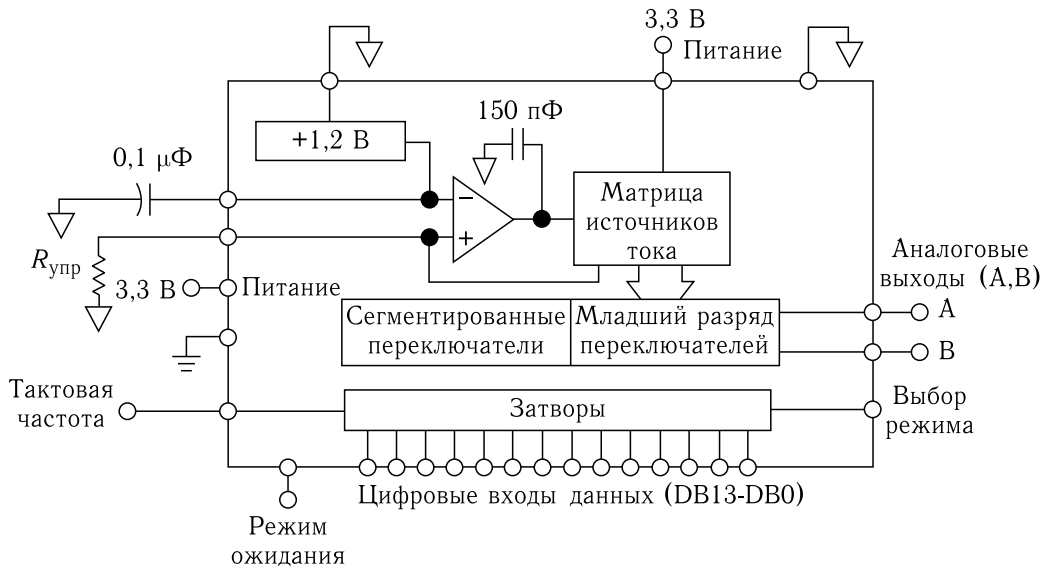 3,3 В
Питание
150 пФ
+1,2 В
0,1 μФ
−
+
Матрица
источников
тока
Rупр
3,3 В
Питание
Аналоговые
выходы (А,В)
А
В
Сегментированные
переключатели
Младший разряд
переключателей
Тактовая
частота
Затворы
Выбор
режима
Цифровые входы данных (DB13-DB0)
Режим
ожидания